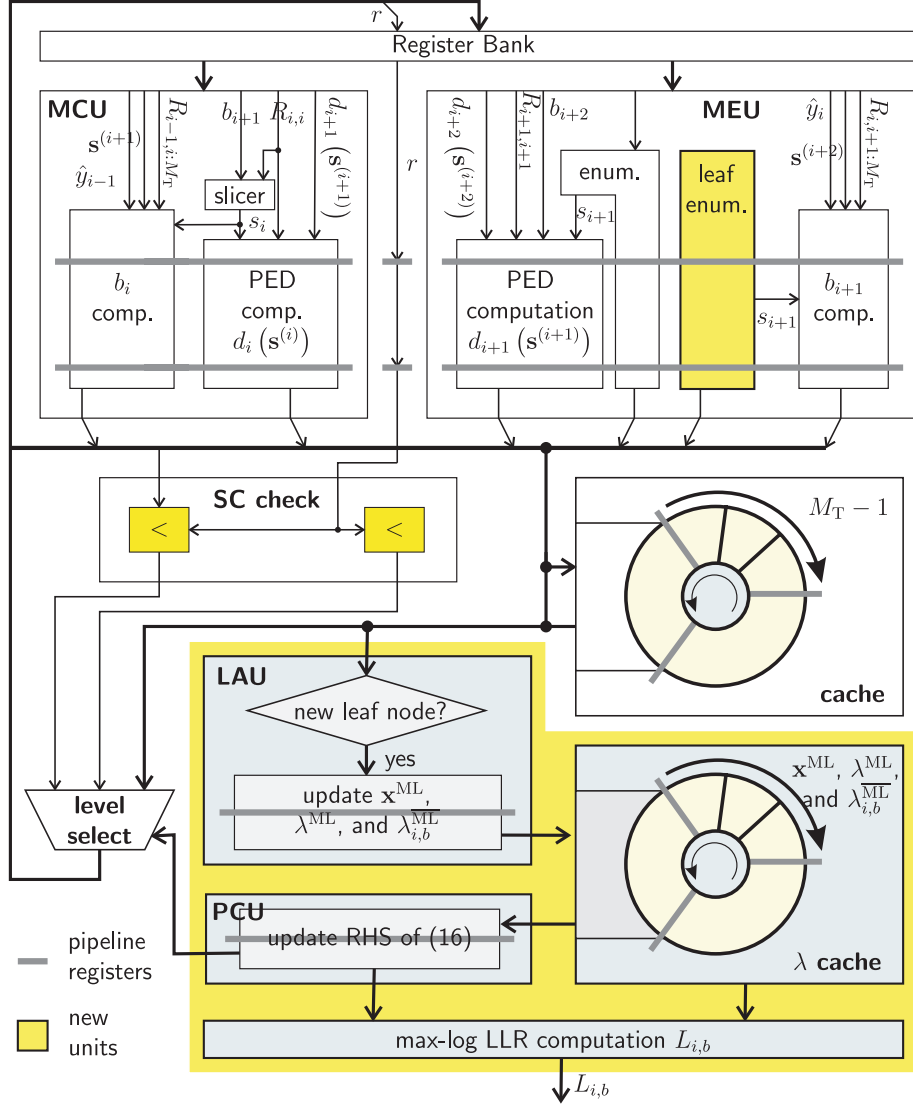 r
Register Bank
MCU
s^(i+1)
ŷ_{i−1}
R_{i−1,i:M_T}
b_{i+1}
R_{i,i}
d_{i+1} (s^(i+1))
slicer
s_i
b_i
comp.
PED
comp.
d_i (s^(i))
r
MEU
d_{i+2} (s^(i+2))
R_{i+1,i+1}
b_{i+2}
enum.
s_{i+1}
leaf
enum.
ŷ_i
s^(i+2)
R_{i,i+1:M_T}
PED
computation
d_{i+1} (s^(i+1))
s_{i+1}
b_{i+1}
comp.
SC check
<
<
M_T − 1
cache
LAU
new leaf node?
yes
update x^ML,
λ^ML, and λ_{i,b}^{\overline{ML}}
level
select
x^ML, λ^ML,
and λ_{i,b}^{\overline{ML}}
λ cache
PCU
update RHS of (16)
pipeline
registers
new
units
max-log LLR computation L_{i,b}
L_{i,b}